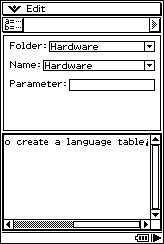 Edit
a=
Folder: Hardware
Name: Hardware
Parameter:
o create a language table,